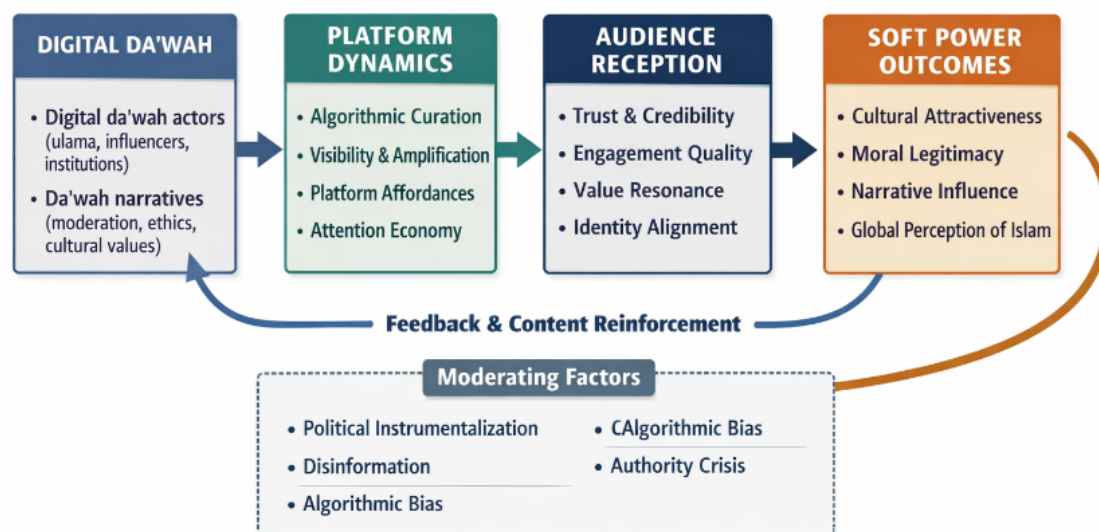 DIGITAL DA'WAH
• Digital da'wah actors
(ulama, influencers,
institutions)
• Da'wah narratives
(moderation, ethics,
cultural values)
PLATFORM
DYNAMICS
• Algorithmic Curation
• Visibility & Amplification
• Platform Affordances
• Attention Economy
AUDIENCE
RECEPTION
• Trust & Credibility
• Engagement Quality
• Value Resonance
• Identity Alignment
SOFT POWER
OUTCOMES
• Cultural Attractiveness
• Moral Legitimacy
• Narrative Influence
• Global Perception of Islam
Feedback & Content Reinforcement
Moderating Factors
• Political Instrumentalization
• Disinformation
• Algorithmic Bias
• CAlgorithmic Bias
• Authority Crisis